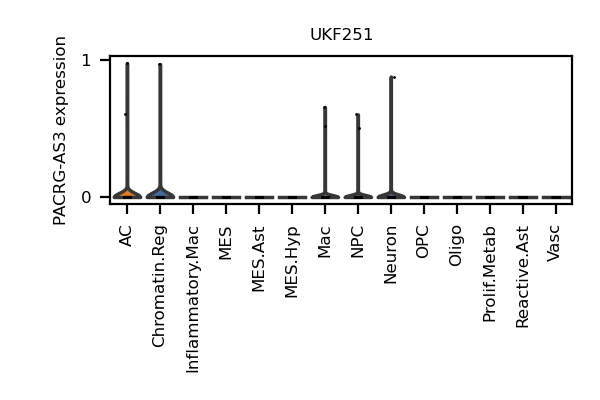 UKF251
PACRG-AS3 expression
1
0
AC
Chromatin.Reg
Inflammatory.Mac
MES
MES.Ast
MES.Hyp
Mac
NPC
Neuron
OPC
Oligo
Prolif.Metab
Reactive.Ast
Vasc